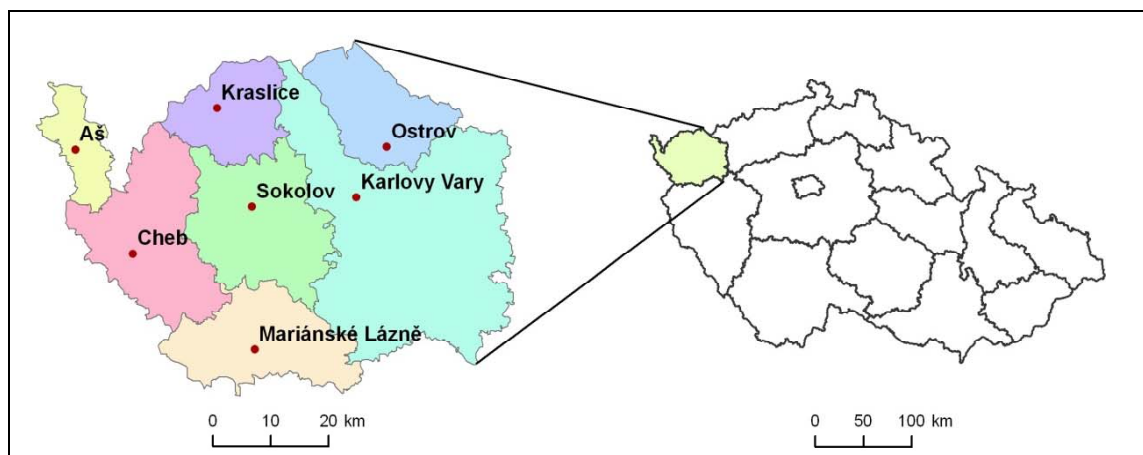 Kraslice
Aš
Ostrov
Karlovy Vary
Sokolov
Cheb
Mariánské Lázně
0 10 20 km
0 50 100 km